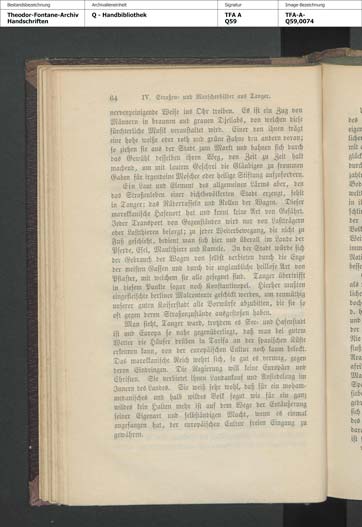 Bestandsbezeichnung
Archivalieneinheit
Signatur
Image-Bezeichnung
Theodor-Fontane-Archiv
Handschriften
Q - Handbibliothek
TFA A
Q59
TFA-A-
Q59,0074
64 IV. Straßen- und Marktbilder aus Tanger.
nervenpeinigende Weise ins Ohr treiben. Es ist ein Zug von
Männern in braunen und grauen Djellabs, von welchen diese
fürchterliche Musik veranstaltet wird. Einer von ihnen trägt
eine hohe weiße oder roth und grüne Fahne den andern voran;
so ziehen sie aus der Stadt zum Markt und bahnen sich durch
das Gewühl desselben ihren Weg, von Zeit zu Zeit halt
machend, um mit lautem Geschrei die Gläubigen zu frommen
Gaben für irgendeine Moschee oder heilige Stiftung aufzufordern.
Ein Laut und Element des allgemeinen Lärms aber, den
das Straßenleben einer dichtbevölkerten Stadt erzeugt, fehlt
in Tanger; das Räderrasseln und Rollen der Wagen. Dieser
marokkanische Hafenort hat und kennt keine Art von Gefährt.
Jeder Transport von Gegenständen wird nur von Lastträgern
oder Lastthieren besorgt; zu jeder Weiterbewegung, die nicht zu
Fuß geschieht, bedient man sich hier und überall im Lande der
Pferde, Esel, Maulthiere und Kamele. In der Stadt würde sich
der Gebrauch der Wagen von selbst verbieten durch die Enge
der meisten Gassen und durch die unglaublich heillose Art von
Pflaster, mit welchem sie alle gesegnet sind. Tanger übertrifft
in diesem Punkte sogar noch Konstantinopel. Hierher müßten
eingefleischte berliner Malcontente geschickt werden, um reumüthig
unserer guten Kaiserstadt alle Vorwürfe abzubitten, die sie so
oft gegen deren Straßenzustände ausgestoßen haben.
Man sieht, Tanger ward, trotzdem es See- und Hafenstadt
ist und Europa so nahe gegenüberliegt, daß man bei gutem
Wetter die Häuser drüben in Tarifa an der spanischen Küste
erkennen kann, von der europäischen Cultur noch kaum beleckt.
Das marokkanische Reich wehrt sich, so gut es vermag, gegen
deren Eindringen. Die Regierung will keine Europäer und
Christen. Sie verbietet ihnen Landankauf und Ansiedelung im
Innern des Landes. Sie weiß sehr wohl, daß für ein moham-
medanisches und halb wildes Volk sogut wie für ein ganz
wildes kein Halten mehr ist auf dem Wege der Entäußerung
seiner Eigenart und selbständigen Macht, wenn es einmal
angefangen hat, der europäischen Cultur freien Eingang zu
gewähren.